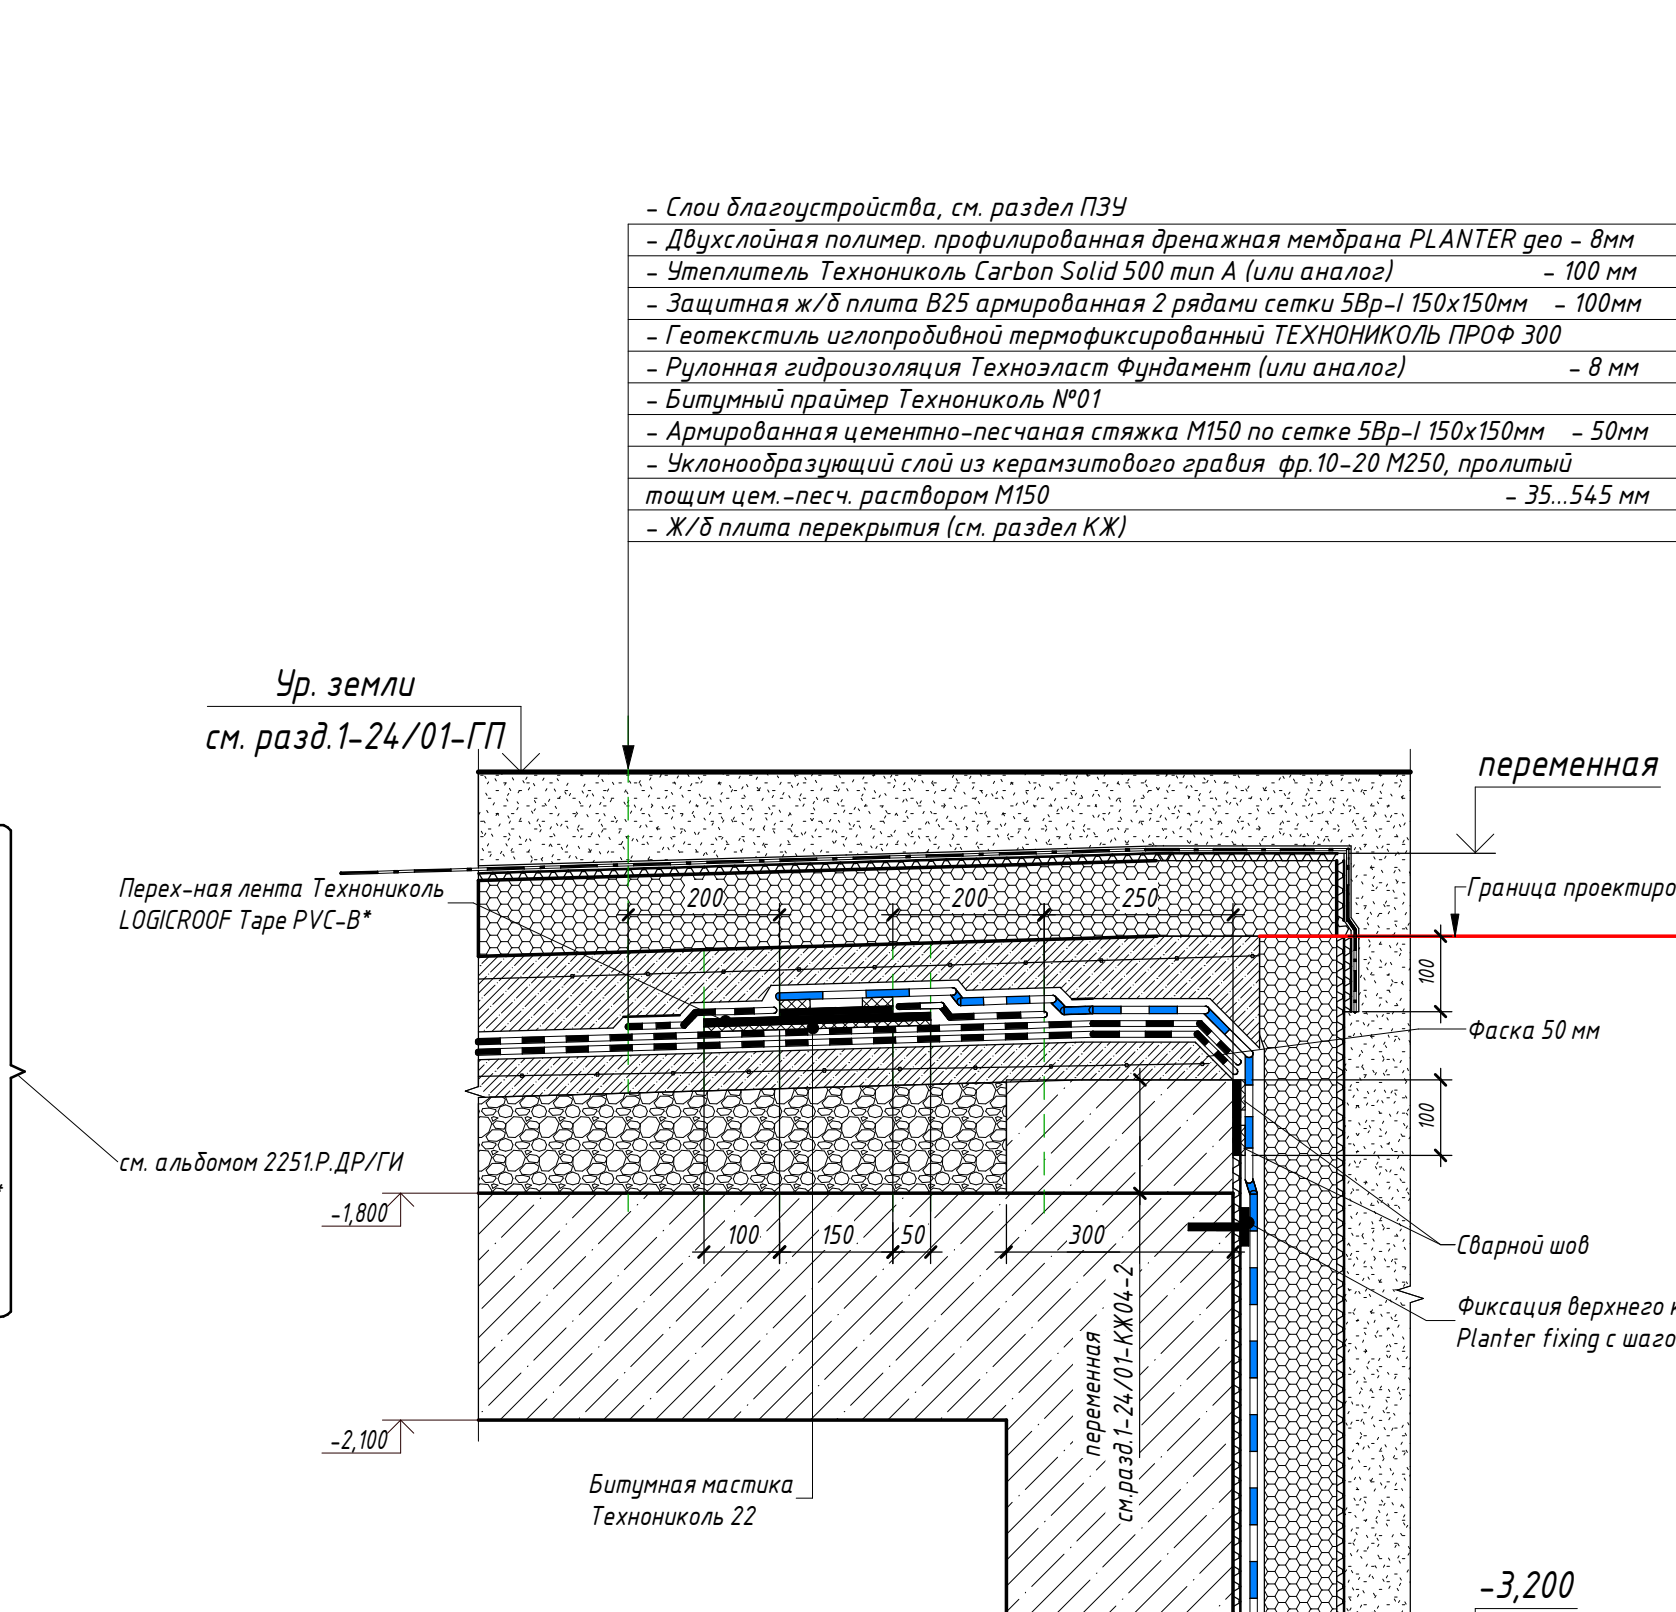 - Слои благоустройства, см. раздел ПЗУ
- Двухслойная полимер. профилированная дренажная мембрана PLANTER geo - 8мм
- Утеплитель Технониколь Carbon Solid 500 тип А (или аналог) - 100 мм
- Защитная ж/б плита В25 армированная 2 рядами сетки 5Вр-I 150х150мм - 100мм
- Геотекстиль иглопробивной термофиксированный ТЕХНОНИКОЛЬ ПРОФ 300
- Рулонная гидроизоляция Техноэласт Фундамент (или аналог) - 8 мм
- Битумный праймер Технониколь №01
- Армированная цементно-песчаная стяжка М150 по сетке 5Вр-I 150х150мм - 50мм
- Уклонообразующий слой из керамзитового гравия фр.10-20 М250, пролитый
тощим цем.-песч. раствором М150 - 35...545 мм
- Ж/б плита перекрытия (см. раздел КЖ)
Ур. земли
см. разд.1-24/01-ГП
переменная
Перех-ная лента Технониколь
LOGICROOF Tape PVC-B*
200
200
250
Граница проектиро
100
Фаска 50 мм
100
см. альбомом 2251.Р.ДР/ГИ
*
-1,800
100
150
50
300
Сварной шов
переменная
см.разд.1-24/01-КЖ04-2
Фиксация верхнего к
Planter fixing с шаго
-2,100
Битумная мастика
Технониколь 22
-3,200